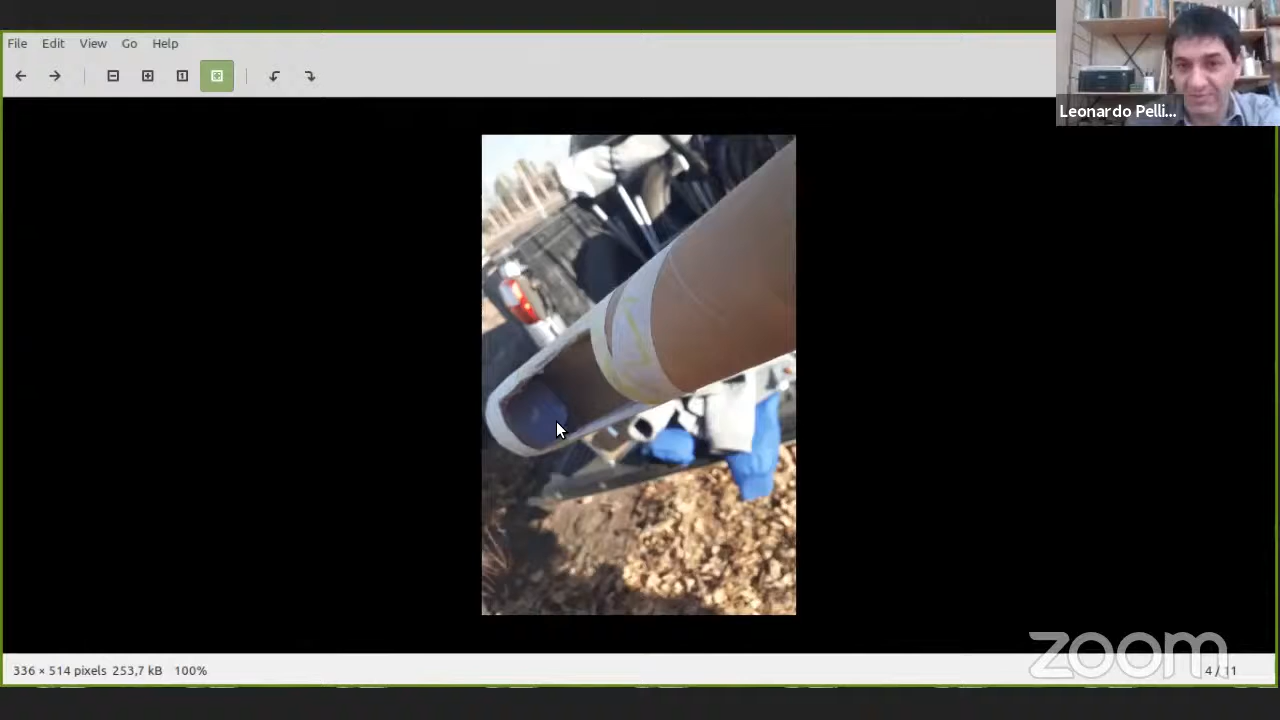 File Edit View Go Help
Leonardo Pelli...
336 × 514 pixels 253,7 kB 100%
4 / 11
zoom